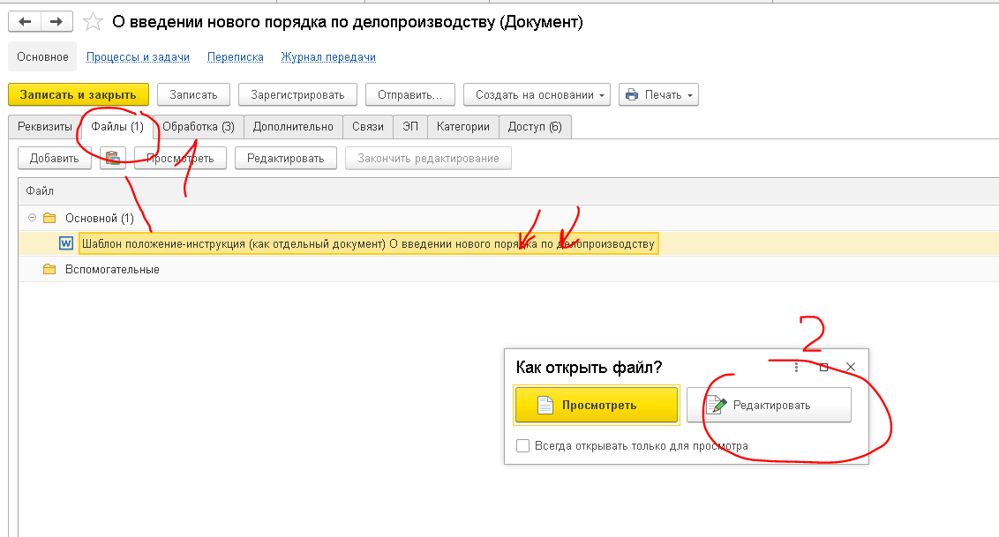 О введении нового порядка по делопроизводству (Документ)
Основное Процессы и задачи Переписка Журнал передачи
Записать и закрыть Записать Зарегистрировать Отправить... Создать на основании Печать
Реквизиты Файлы (1) Обработка (3) Дополнительно Связи ЭП Категории Доступ (6)
Добавить Просмотреть Редактировать Закончить редактирование
1
Файл
Основной (1)
W Шаблон положение-инструкция (как отдельный документ) О введении нового порядка по делопроизводству
Вспомогательные
2
Как открыть файл?
Просмотреть Редактировать
Всегда открывать только для просмотра